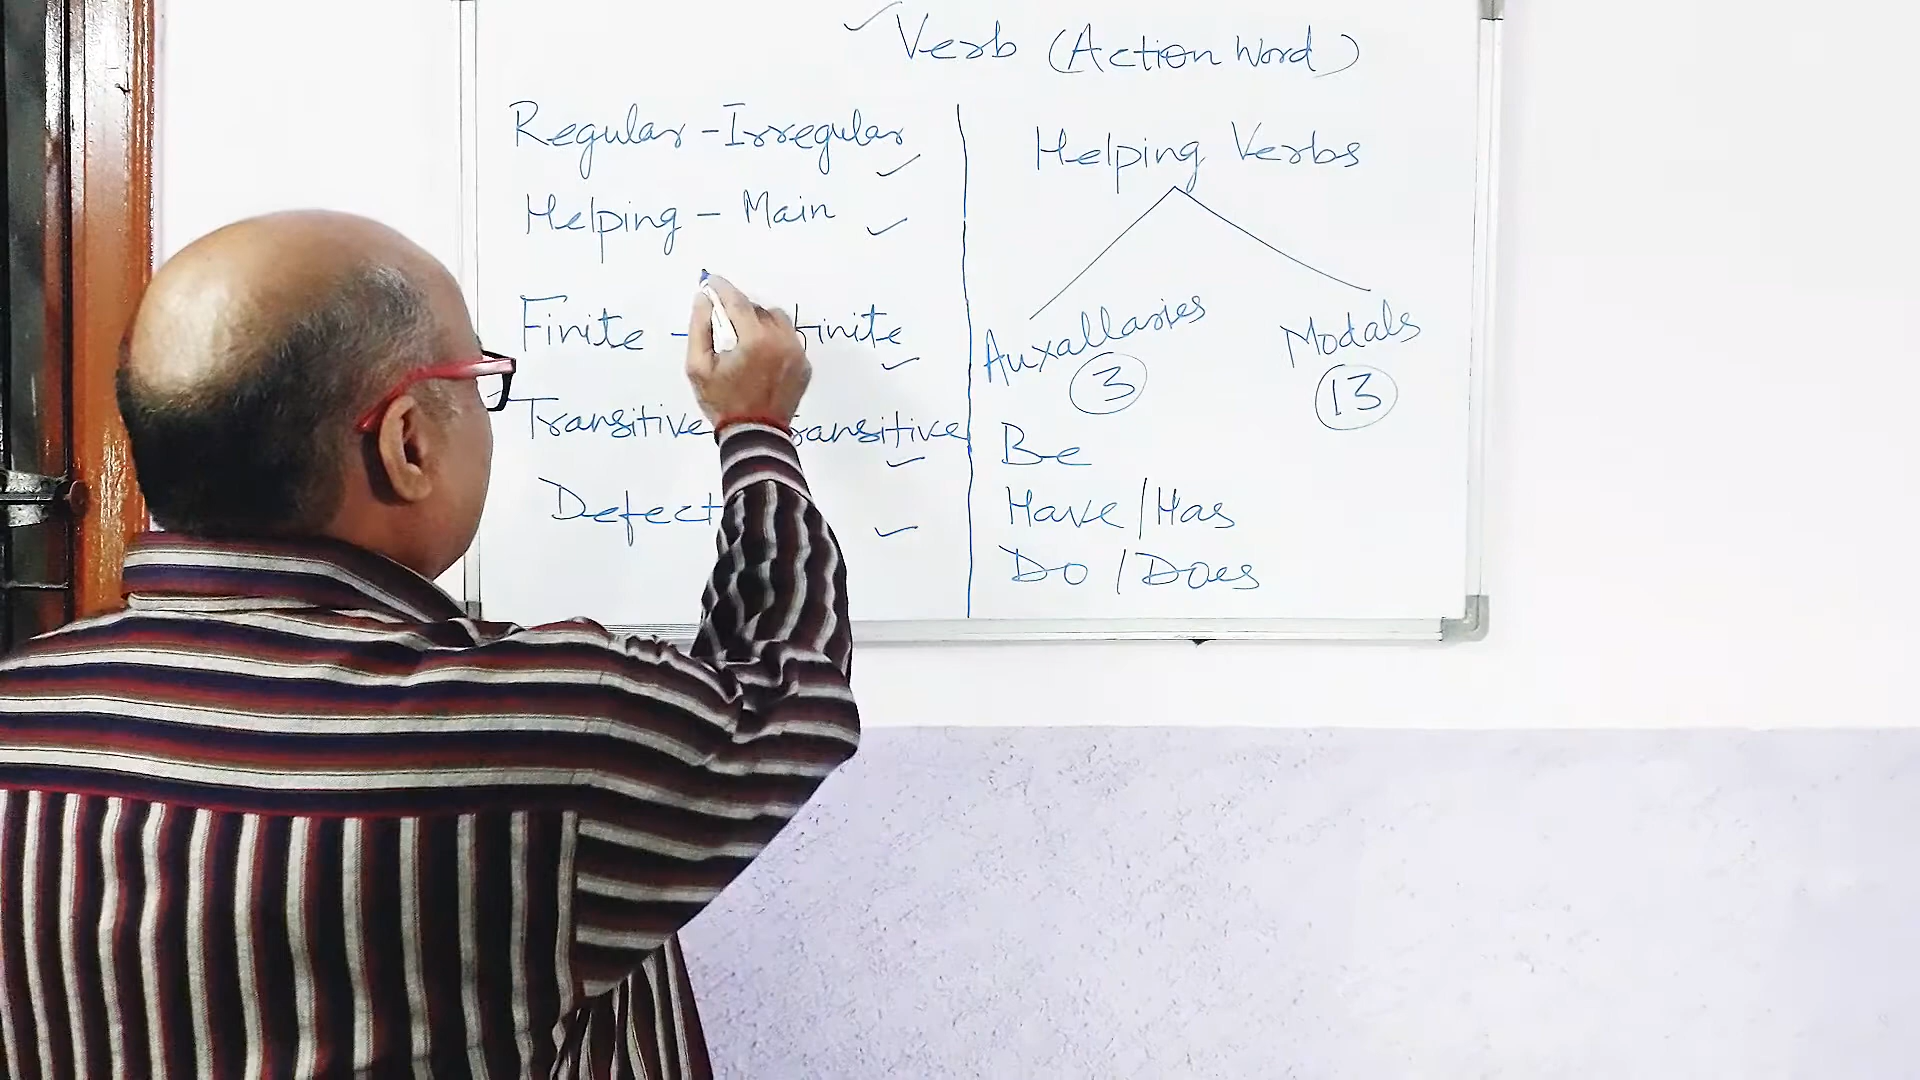 Verb (Action Word)
Regular - Irregular
Helping - Main
Finite -
Transitive
Helping Verbs
Auxallaries
3
Modals
13
Be
Have / Has
Do / Does